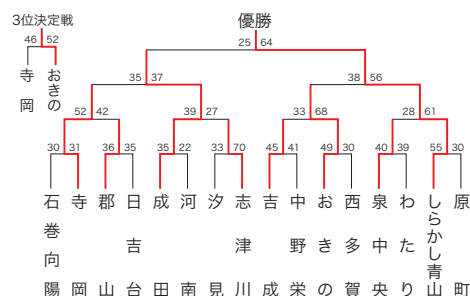 3位決定戦
優勝
46 52
25 64
寺岡
おきの
35 37
38 56
52 42
39 27
33 68
28 61
30 31
36 35
35 22
33 70
45 41
49 30
40 39
55 30
石巻向陽
寺岡
郡山
日吉台
成田
河南
汐見
志津川
吉成
中野栄
おきの
西多賀
泉中央
わたり
しらかし青山
原町